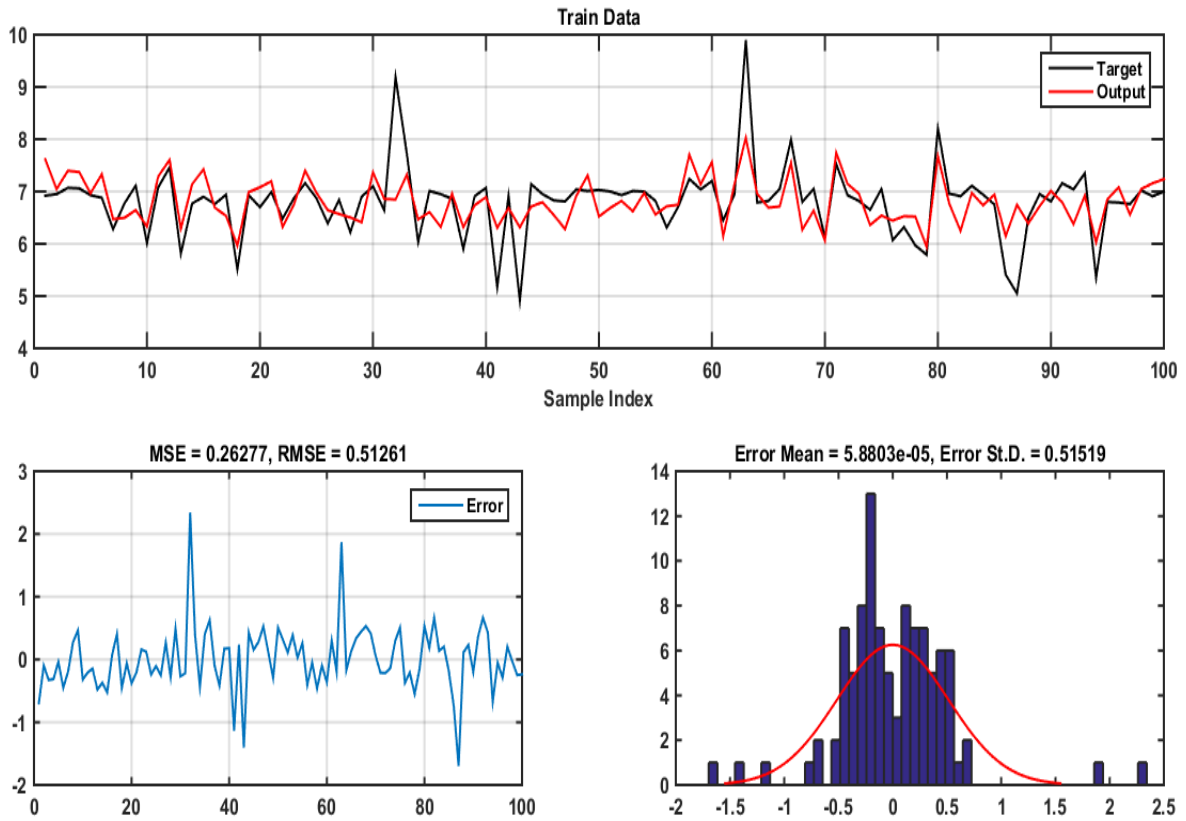 Train Data
10
9
8
7
6
5
4
Target
Output
0 10 20 30 40 50 60 70 80 90 100
Sample Index
MSE = 0.26277, RMSE = 0.51261
3
2
1
0
-1
-2
Error
0 20 40 60 80 100
Error Mean = 5.8803e-05, Error St.D. = 0.51519
14
12
10
8
6
4
2
0
-2 -1.5 -1 -0.5 0 0.5 1 1.5 2 2.5